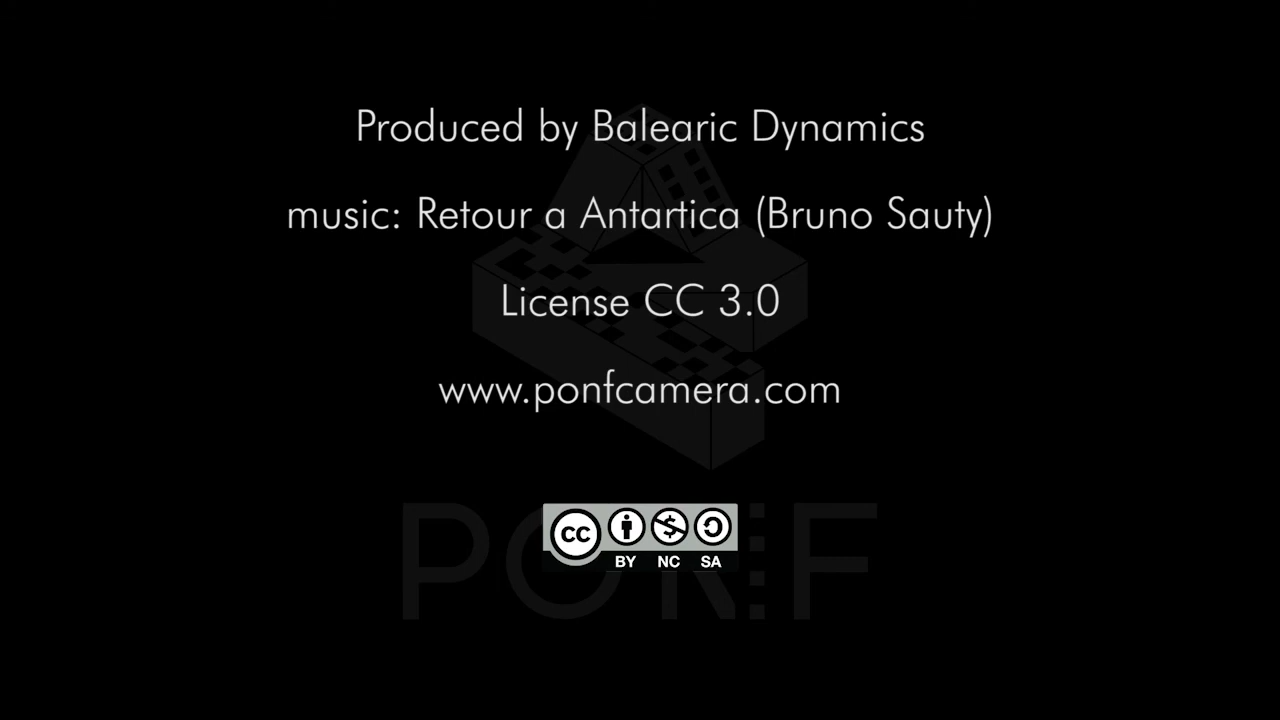 Produced by Balearic Dynamics
music: Retour a Antartica (Bruno Sauty)
License CC 3.0
www.ponfcamera.com
CC BY NC SA
PONF